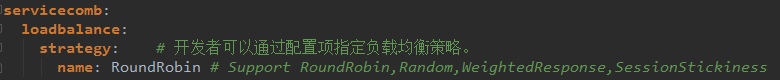 servicecomb:
  loadbalance:
    strategy:    # 开发者可以通过配置项指定负载均衡策略。
      name: RoundRobin # Support RoundRobin,Random,WeightedResponse,SessionStickiness